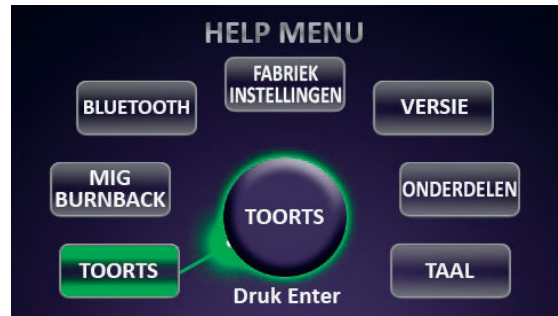 HELP MENU
FABRIEK
INSTELLINGEN
BLUETOOTH
VERSIE
MIG
BURNBACK
ONDERDELEN
TOORTS
TOORTS
TAAL
Druk Enter